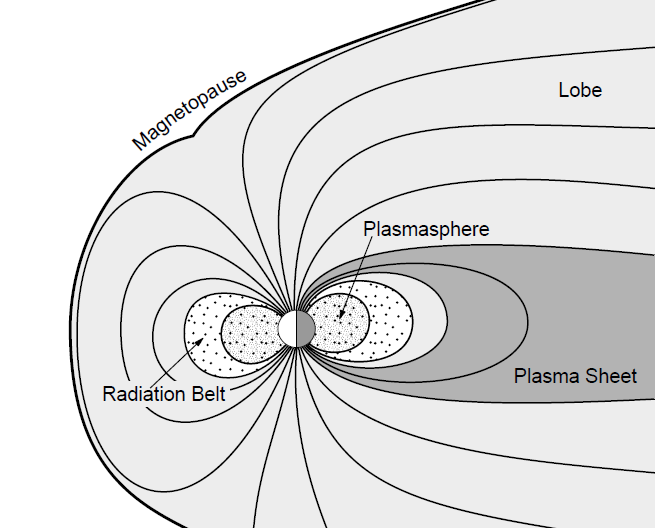 Magnetopause
Lobe
Plasmasphere
Plasma Sheet
Radiation Belt